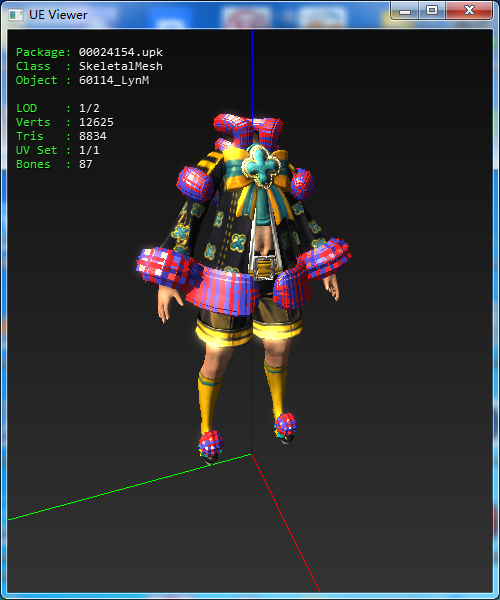 UE Viewer
Package: 00024154.upk
Class : SkeletalMesh
Object : 60114_LynM
LOD : 1/2
Verts : 12625
Tris : 8834
UV Set : 1/1
Bones : 87